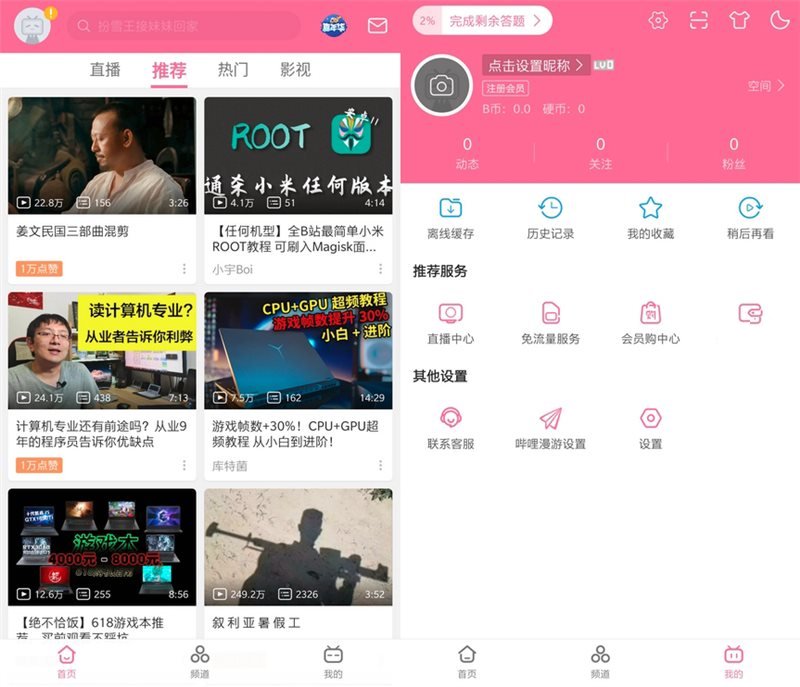 扮雪王接妹妹回家
嘉年华
直播
推荐
热门
影视
ROOT
通杀小米任何版本
22.8万
156
3:26
4.1万
51
4:14
姜文民国三部曲混剪
【任何机型】全B站最简单小米
ROOT教程 可刷入Magisk面...
1万点赞
小宇Boi
读计算机专业?
从业者告诉你利弊
CPU+GPU 超频教程
游戏帧数提升 30%
小白 + 进阶
24.1万
438
7:13
7.5万
162
14:29
计算机专业还有前途吗？从业9
年的程序员告诉你优缺点
游戏帧数+30%！CPU+GPU超
频教程 从小白到进阶！
1万点赞
库特菌
游戏本
4000元 - 8000元
12.6万
255
8:56
249.2万
2326
3:52
【绝不恰饭】618游戏本推
荐，买前观看不踩坑
叙 利 亚 暑 假 工
首页
频道
我的
2%
完成剩余答题
点击设置昵称
LV0
注册会员
B币：0.0
硬币：0
空间
0
0
0
动态
关注
粉丝
离线缓存
历史记录
我的收藏
稍后再看
推荐服务
直播中心
免流量服务
会员购中心
其他设置
联系客服
哔哩漫游设置
设置
首页
频道
我的